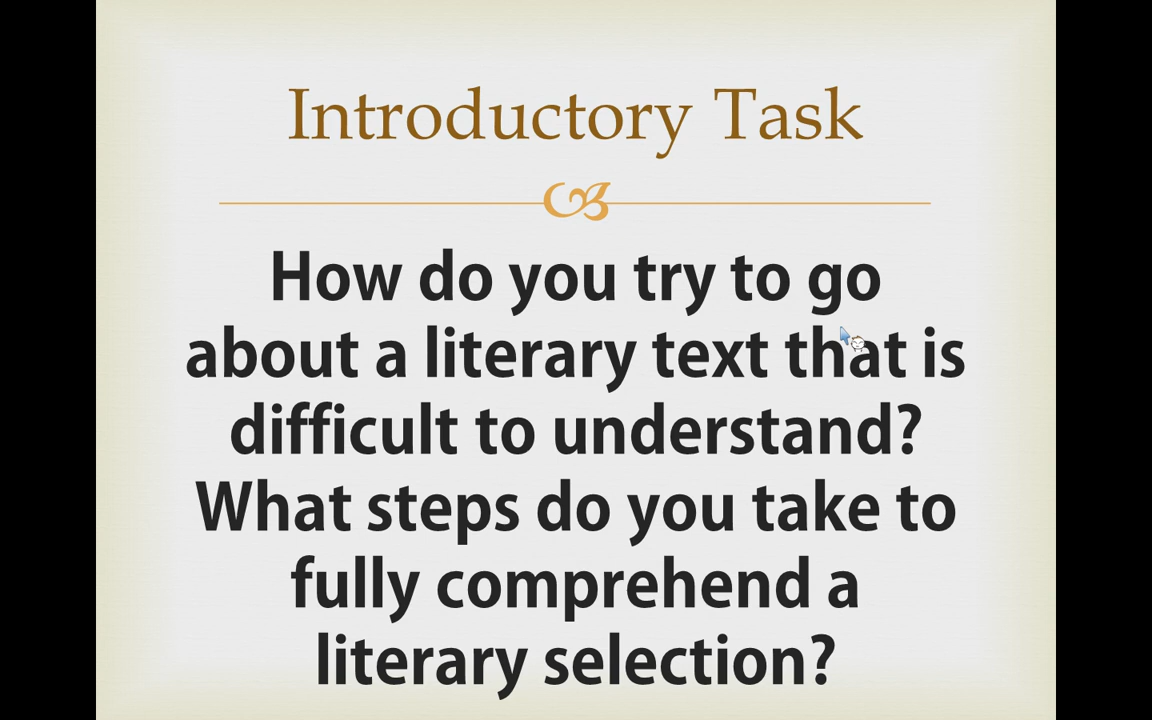 Introductory Task
How do you try to go
about a literary text that is
difficult to understand?
What steps do you take to
fully comprehend a
literary selection?